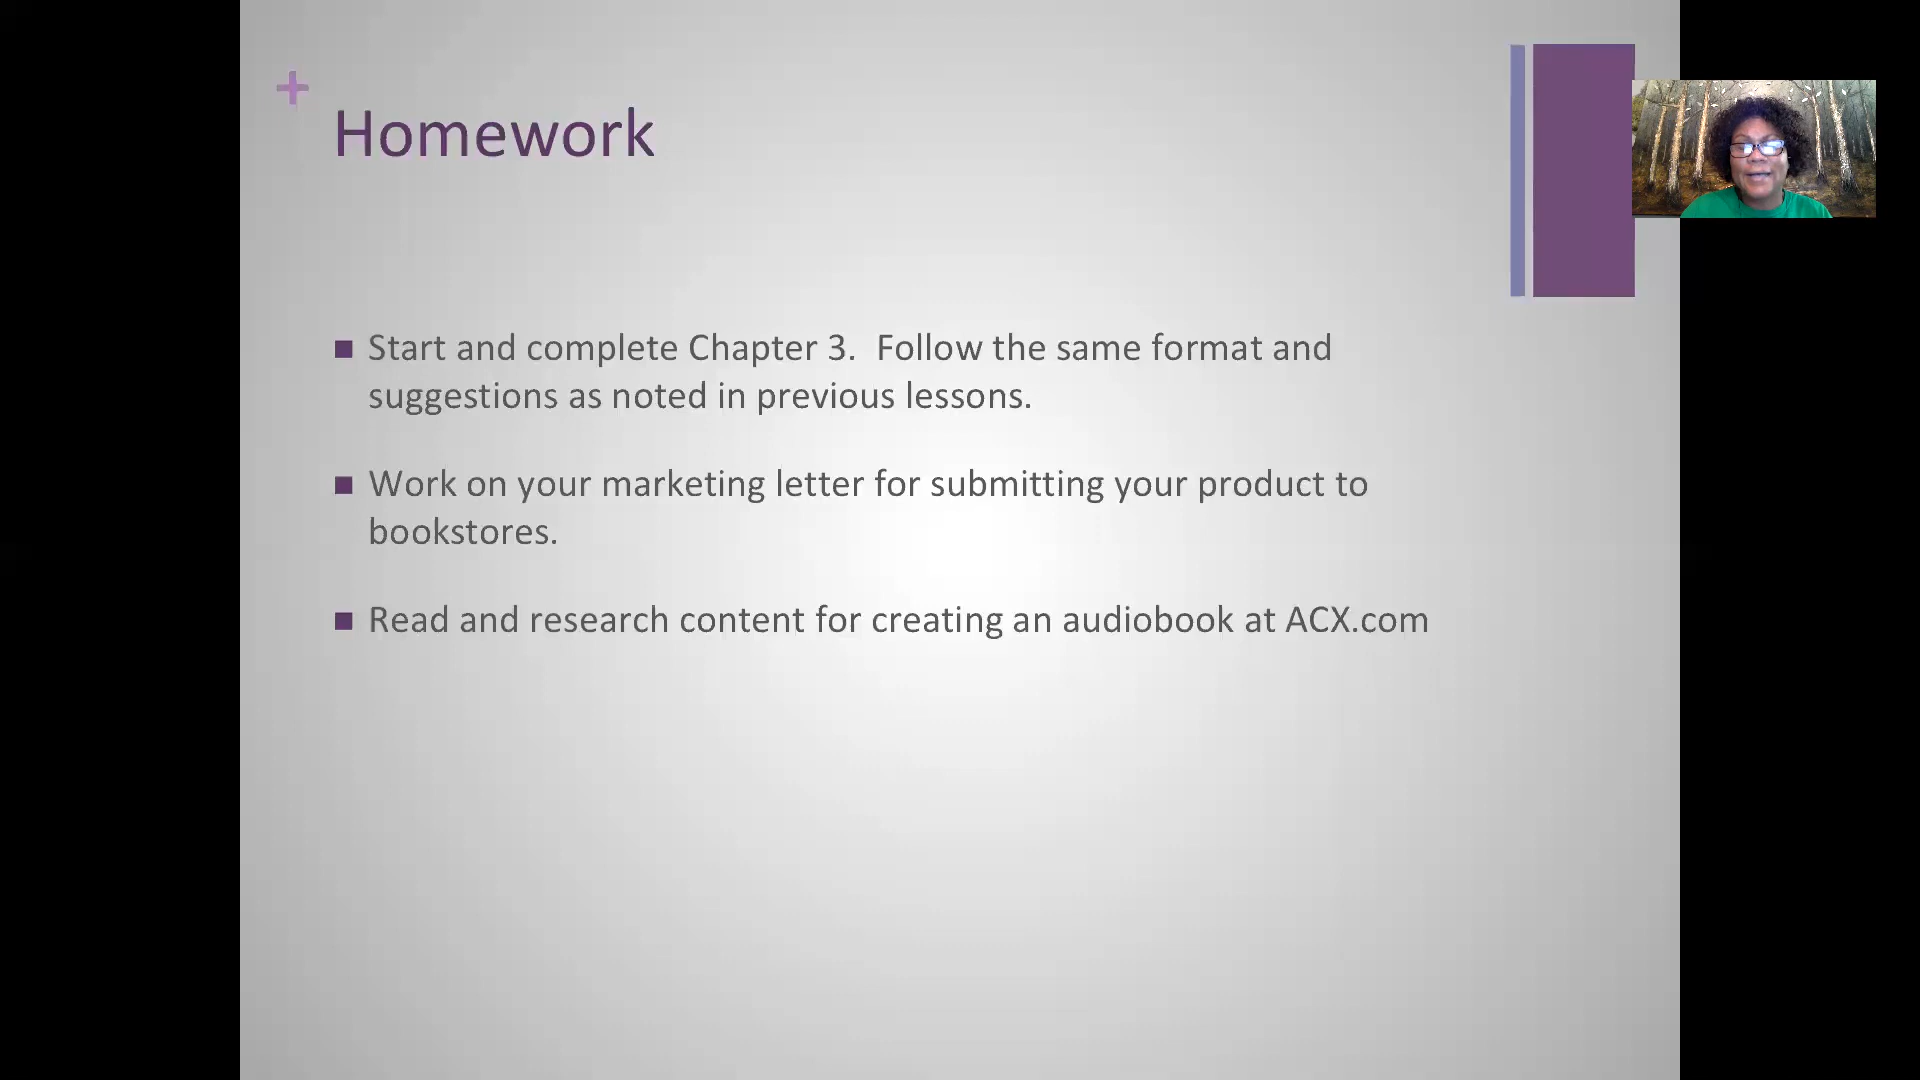 Homework
Start and complete Chapter 3.  Follow the same format and
suggestions as noted in previous lessons.
Work on your marketing letter for submitting your product to
bookstores.
Read and research content for creating an audiobook at ACX.com